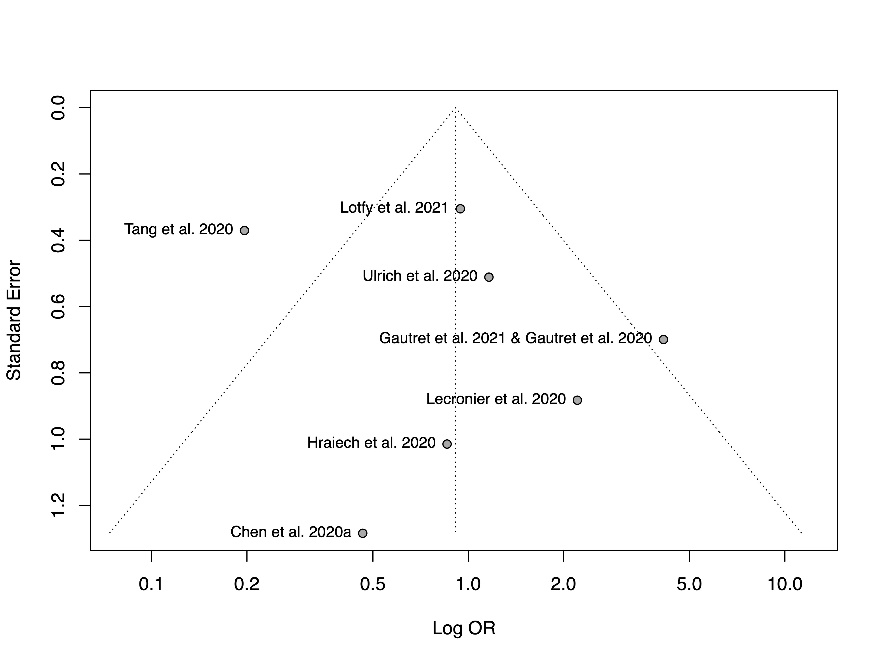 0.0
0.2
0.4
0.6
0.8
1.0
1.2
Standard Error
Lotfy et al. 2021
Tang et al. 2020
Ulrich et al. 2020
Gautret et al. 2021 & Gautret et al. 2020
Lecronier et al. 2020
Hraiech et al. 2020
Chen et al. 2020a
0.1 0.2 0.5 1.0 2.0 5.0 10.0
Log OR